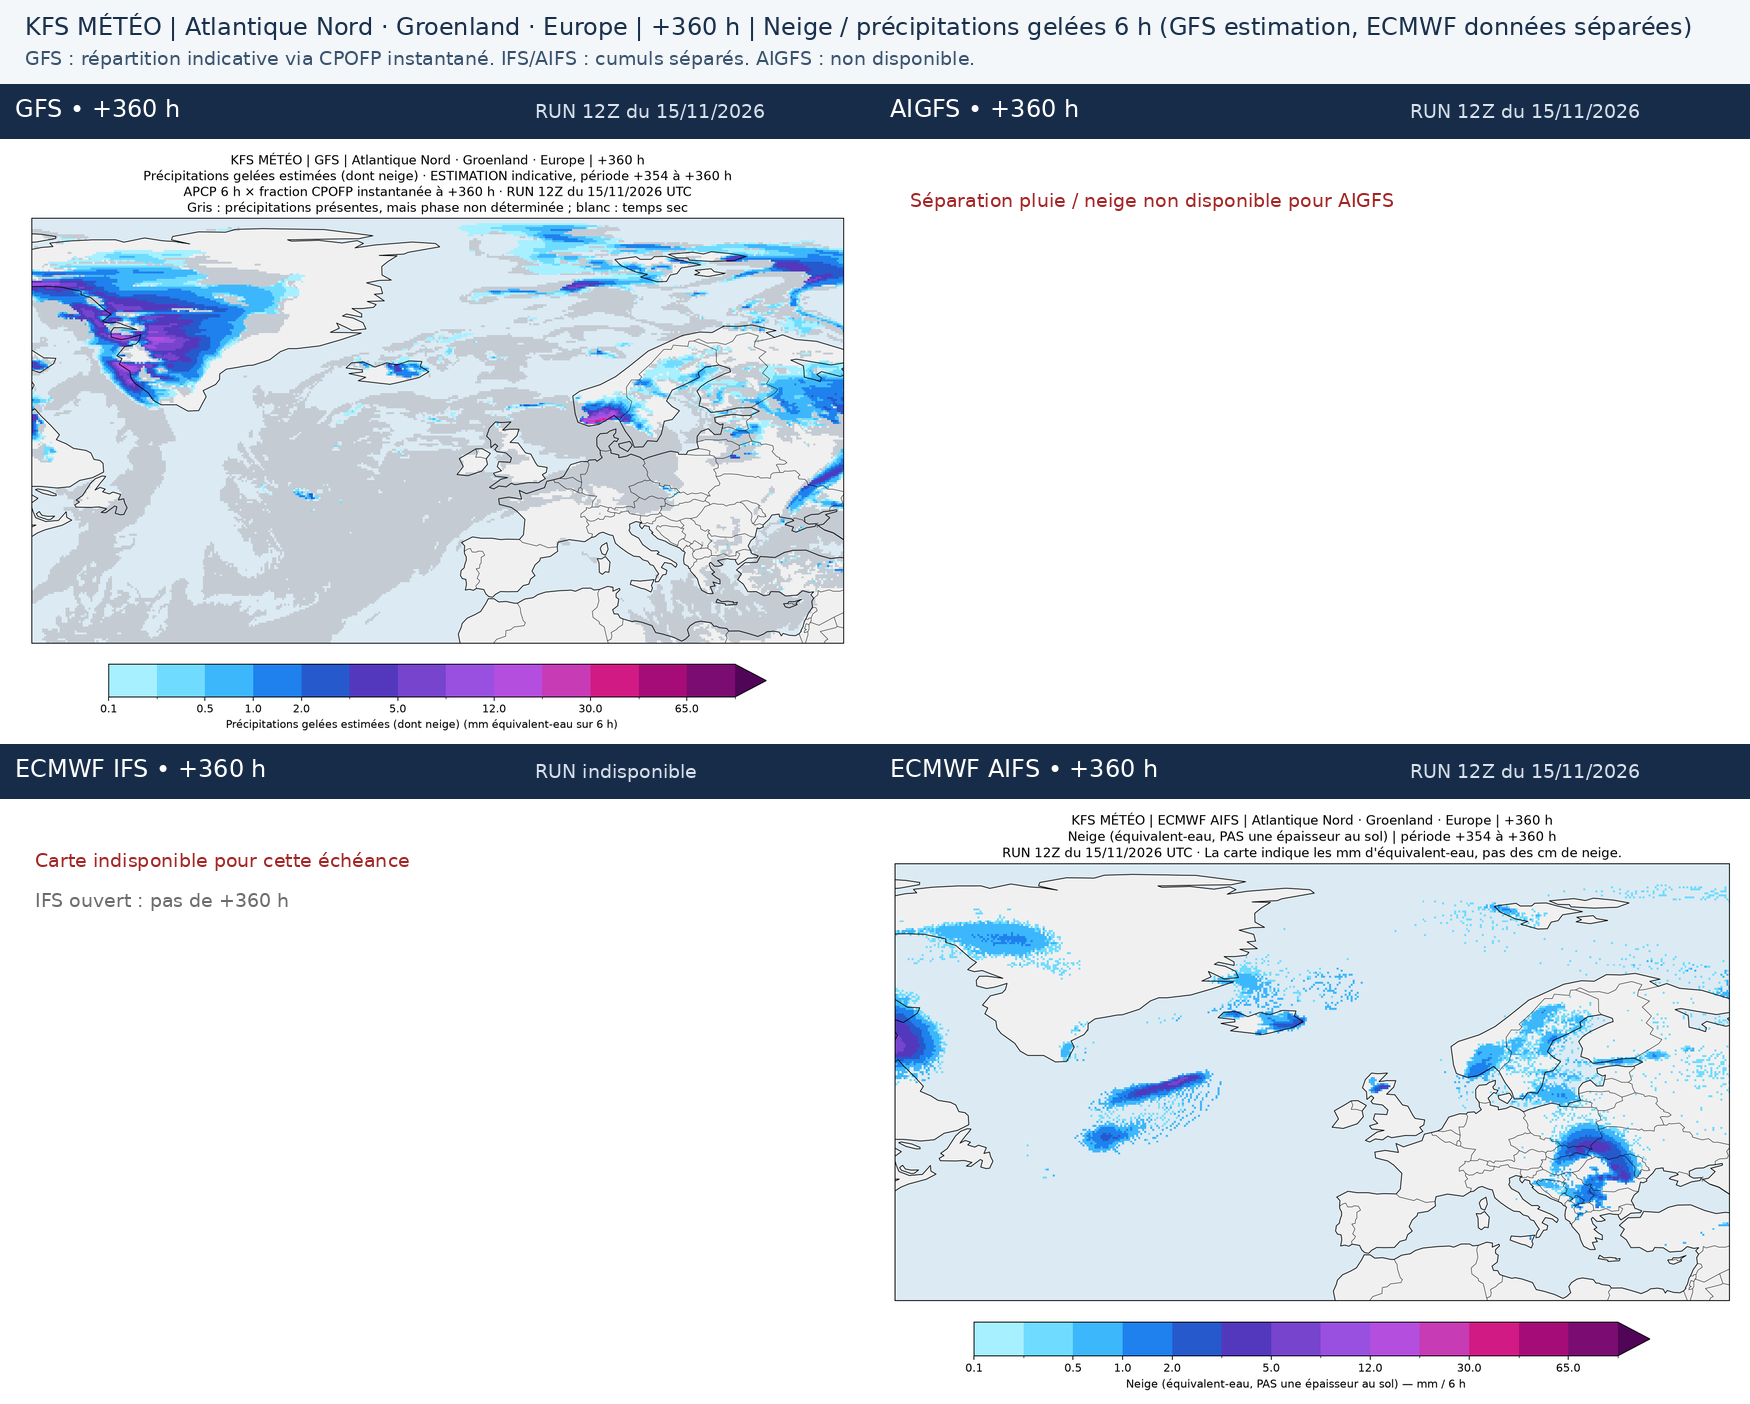 KFS MÉTÉO | Atlantique Nord · Groenland · Europe | +360 h | Neige / précipitations gelées 6 h (GFS estimation, ECMWF données séparées)
GFS : répartition indicative via CPOFP instantané. IFS/AIFS : cumuls séparés. AIGFS : non disponible.
GFS • +360 h
RUN 12Z du 15/11/2026
KFS MÉTÉO | GFS | Atlantique Nord · Groenland · Europe | +360 h
Précipitations gelées estimées (dont neige) · ESTIMATION indicative, période +354 à +360 h
APCP 6 h × fraction CPOFP instantanée à +360 h · RUN 12Z du 15/11/2026 UTC
Gris : précipitations présentes, mais phase non déterminée ; blanc : temps sec
0.1 0.5 1.0 2.0 5.0 12.0 30.0 65.0
Précipitations gelées estimées (dont neige) (mm équivalent-eau sur 6 h)
AIGFS • +360 h
RUN 12Z du 15/11/2026
Séparation pluie / neige non disponible pour AIGFS
ECMWF IFS • +360 h
RUN indisponible
Carte indisponible pour cette échéance
IFS ouvert : pas de +360 h
ECMWF AIFS • +360 h
RUN 12Z du 15/11/2026
KFS MÉTÉO | ECMWF AIFS | Atlantique Nord · Groenland · Europe | +360 h
Neige (équivalent-eau, PAS une épaisseur au sol) | période +354 à +360 h
RUN 12Z du 15/11/2026 UTC · La carte indique les mm d'équivalent-eau, pas des cm de neige.
0.1 0.5 1.0 2.0 5.0 12.0 30.0 65.0
Neige (équivalent-eau, PAS une épaisseur au sol) — mm / 6 h